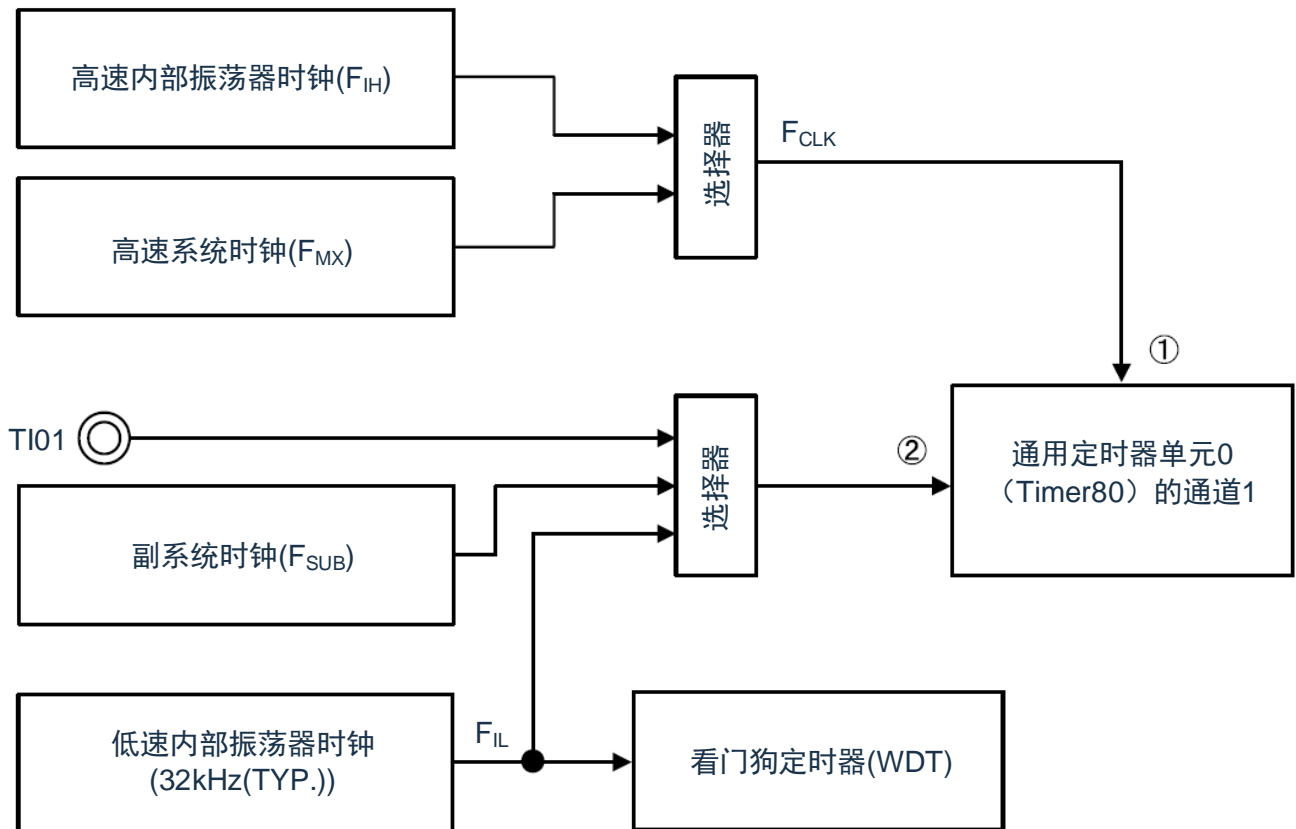 高速内部振荡器时钟(FIH)
选择器
FCLK
高速系统时钟(FMX)
①
TI01
选择器
②
通用定时器单元0
（Timer80）的通道1
副系统时钟(FSUB)
低速内部振荡器时钟
(32kHz(TYP.))
FIL
看门狗定时器(WDT)